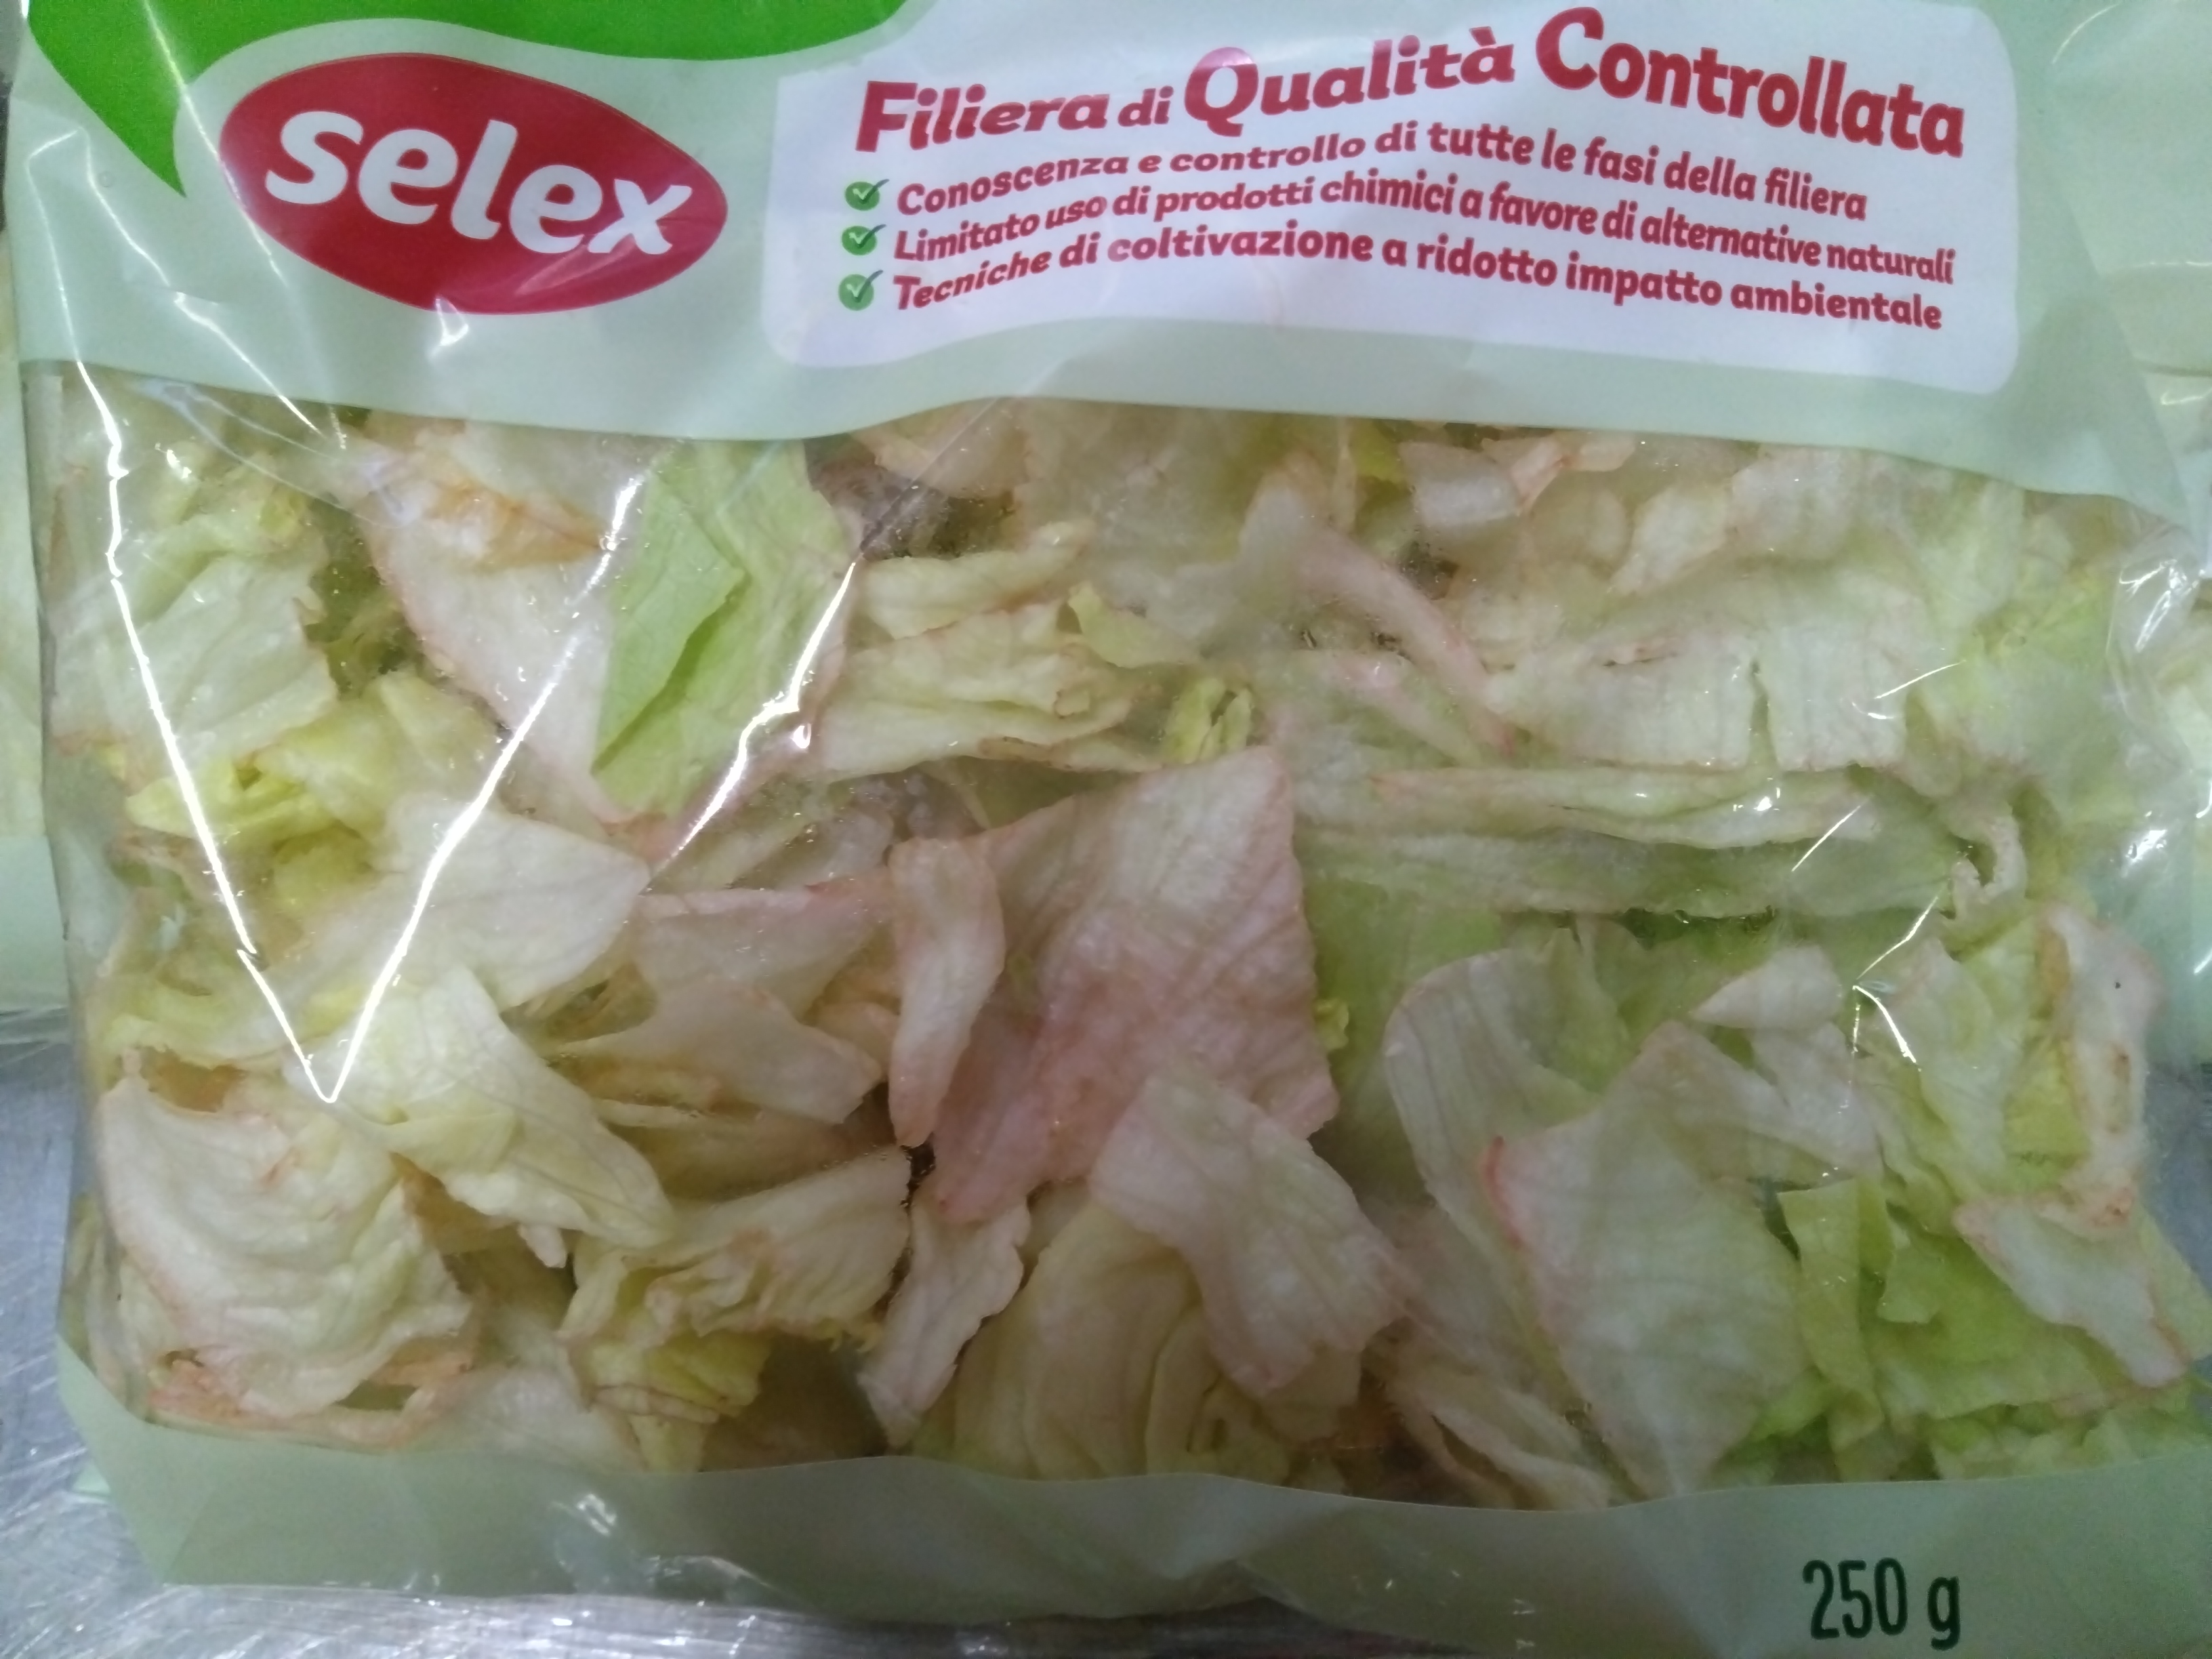 selex
Filiera di Qualità Controllata
Conoscenza e controllo di tutte le fasi della filiera
Limitato uso di prodotti chimici a favore di alternative naturali
Tecniche di coltivazione a ridotto impatto ambientale
250 g